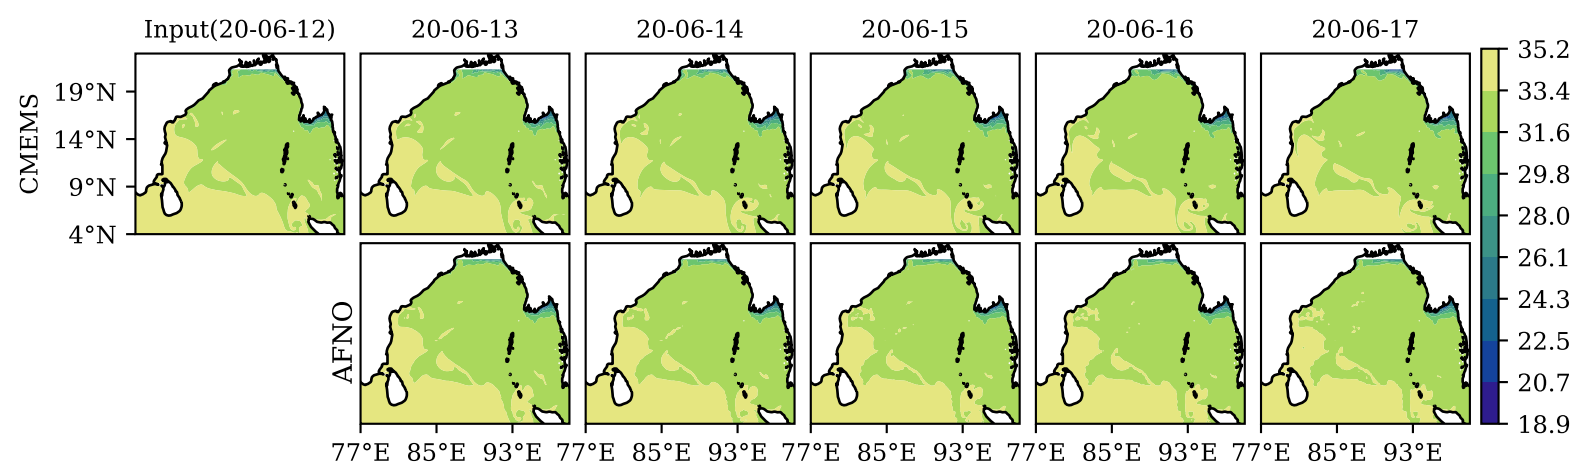 Input(20-06-12) 20-06-13 20-06-14 20-06-15 20-06-16 20-06-17
CMEMS
19°N
14°N
9°N
4°N
AFNO
77°E 85°E 93°E 77°E 85°E 93°E 77°E 85°E 93°E 77°E 85°E 93°E 77°E 85°E 93°E
35.2
33.4
31.6
29.8
28.0
26.1
24.3
22.5
20.7
18.9